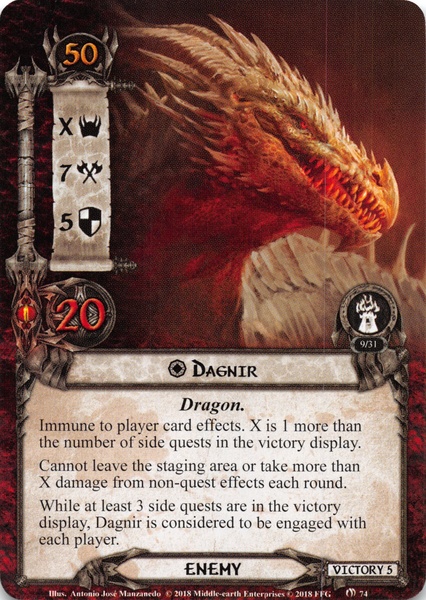 50
X
7
5
20
9/31
DAGNIR
Dragon.
Immune to player card effects. X is 1 more than
the number of side quests in the victory display.
Cannot leave the staging area or take more than
X damage from non-quest effects each round.
While at least 3 side quests are in the victory
display, Dagnir is considered to be engaged with
each player.
ENEMY
VICTORY 5
Illus. Antonio José Manzanedo © 2018 Middle-earth Enterprises © 2018 FFG 74